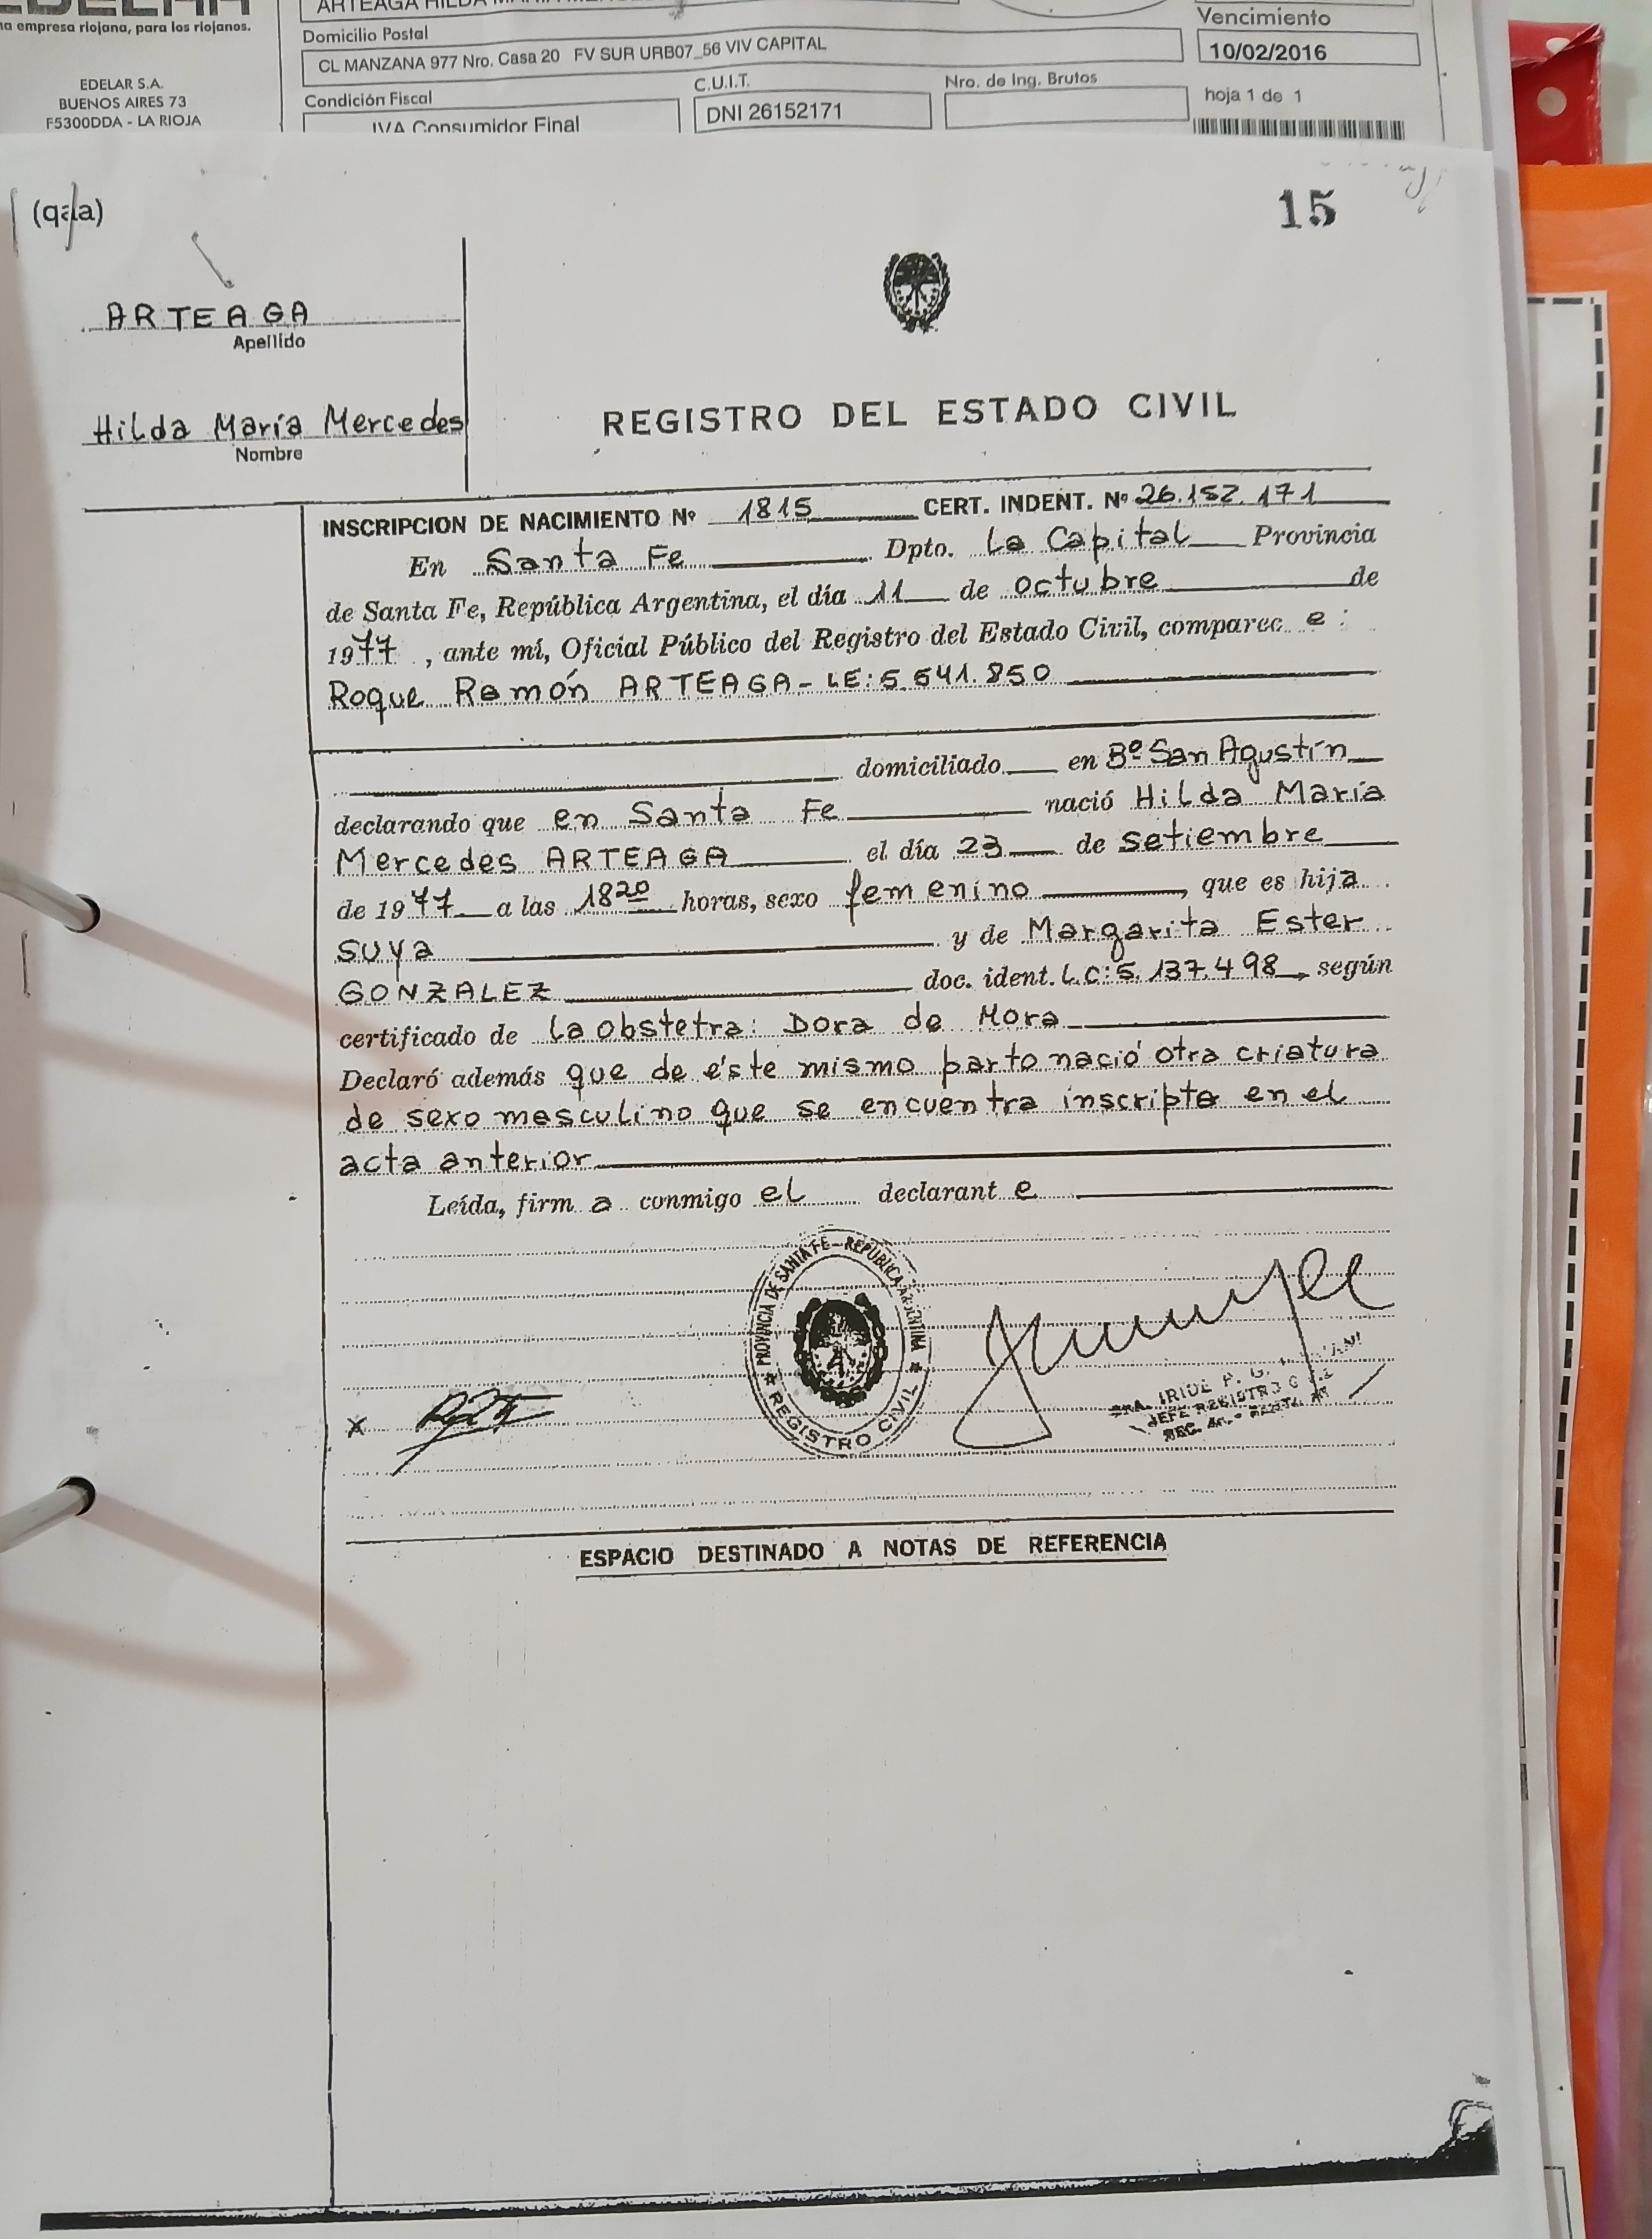 na empresa riojana, para los riojanos.
EDELAR S.A.
BUENOS AIRES 73
F5300DDA - LA RIOJA
Domicilio Postal
CL MANZANA 977 Nro. Casa 20 FV SUR URB07_56 VIV CAPITAL
Condición Fiscal
IVA Consumidor Final
C.U.I.T.
DNI 26152171
Nro. de Ing. Brutos
Vencimiento
10/02/2016
hoja 1 de 1
15
ARTEAGA
Apellido
Hilda María Mercedes
Nombre
REGISTRO DEL ESTADO CIVIL
INSCRIPCION DE NACIMIENTO Nº 1815 CERT. INDENT. Nº 26.152.171
En Santa Fe Dpto. La Capital Provincia
de Santa Fe, República Argentina, el día 11 de octubre de
1977, ante mí, Oficial Público del Registro del Estado Civil, comparec e :
Roque Ramón ARTEAGA - LE: 5.541.850
domiciliado en Bº San Agustín
declarando que en Santa Fe nació Hilda María
Mercedes ARTEAGA el día 23 de setiembre
de 1977 a las 1820 horas, sexo femenino, que es hija
suya y de Margarita Ester
GONZALEZ doc. ident. LC: 5.137.498, según
certificado de la obstetra: Dora de Mora
Declaró además que de éste mismo parto nació otra criatura
de sexo masculino que se encuentra inscripta en el
acta anterior
Leída, firm a conmigo el declarant e
PROVINCIA DE SANTA FE - REPUBLICA ARGENTINA
REGISTRO CIVIL
X
JEFE REGISTRO
ESPACIO DESTINADO A NOTAS DE REFERENCIA